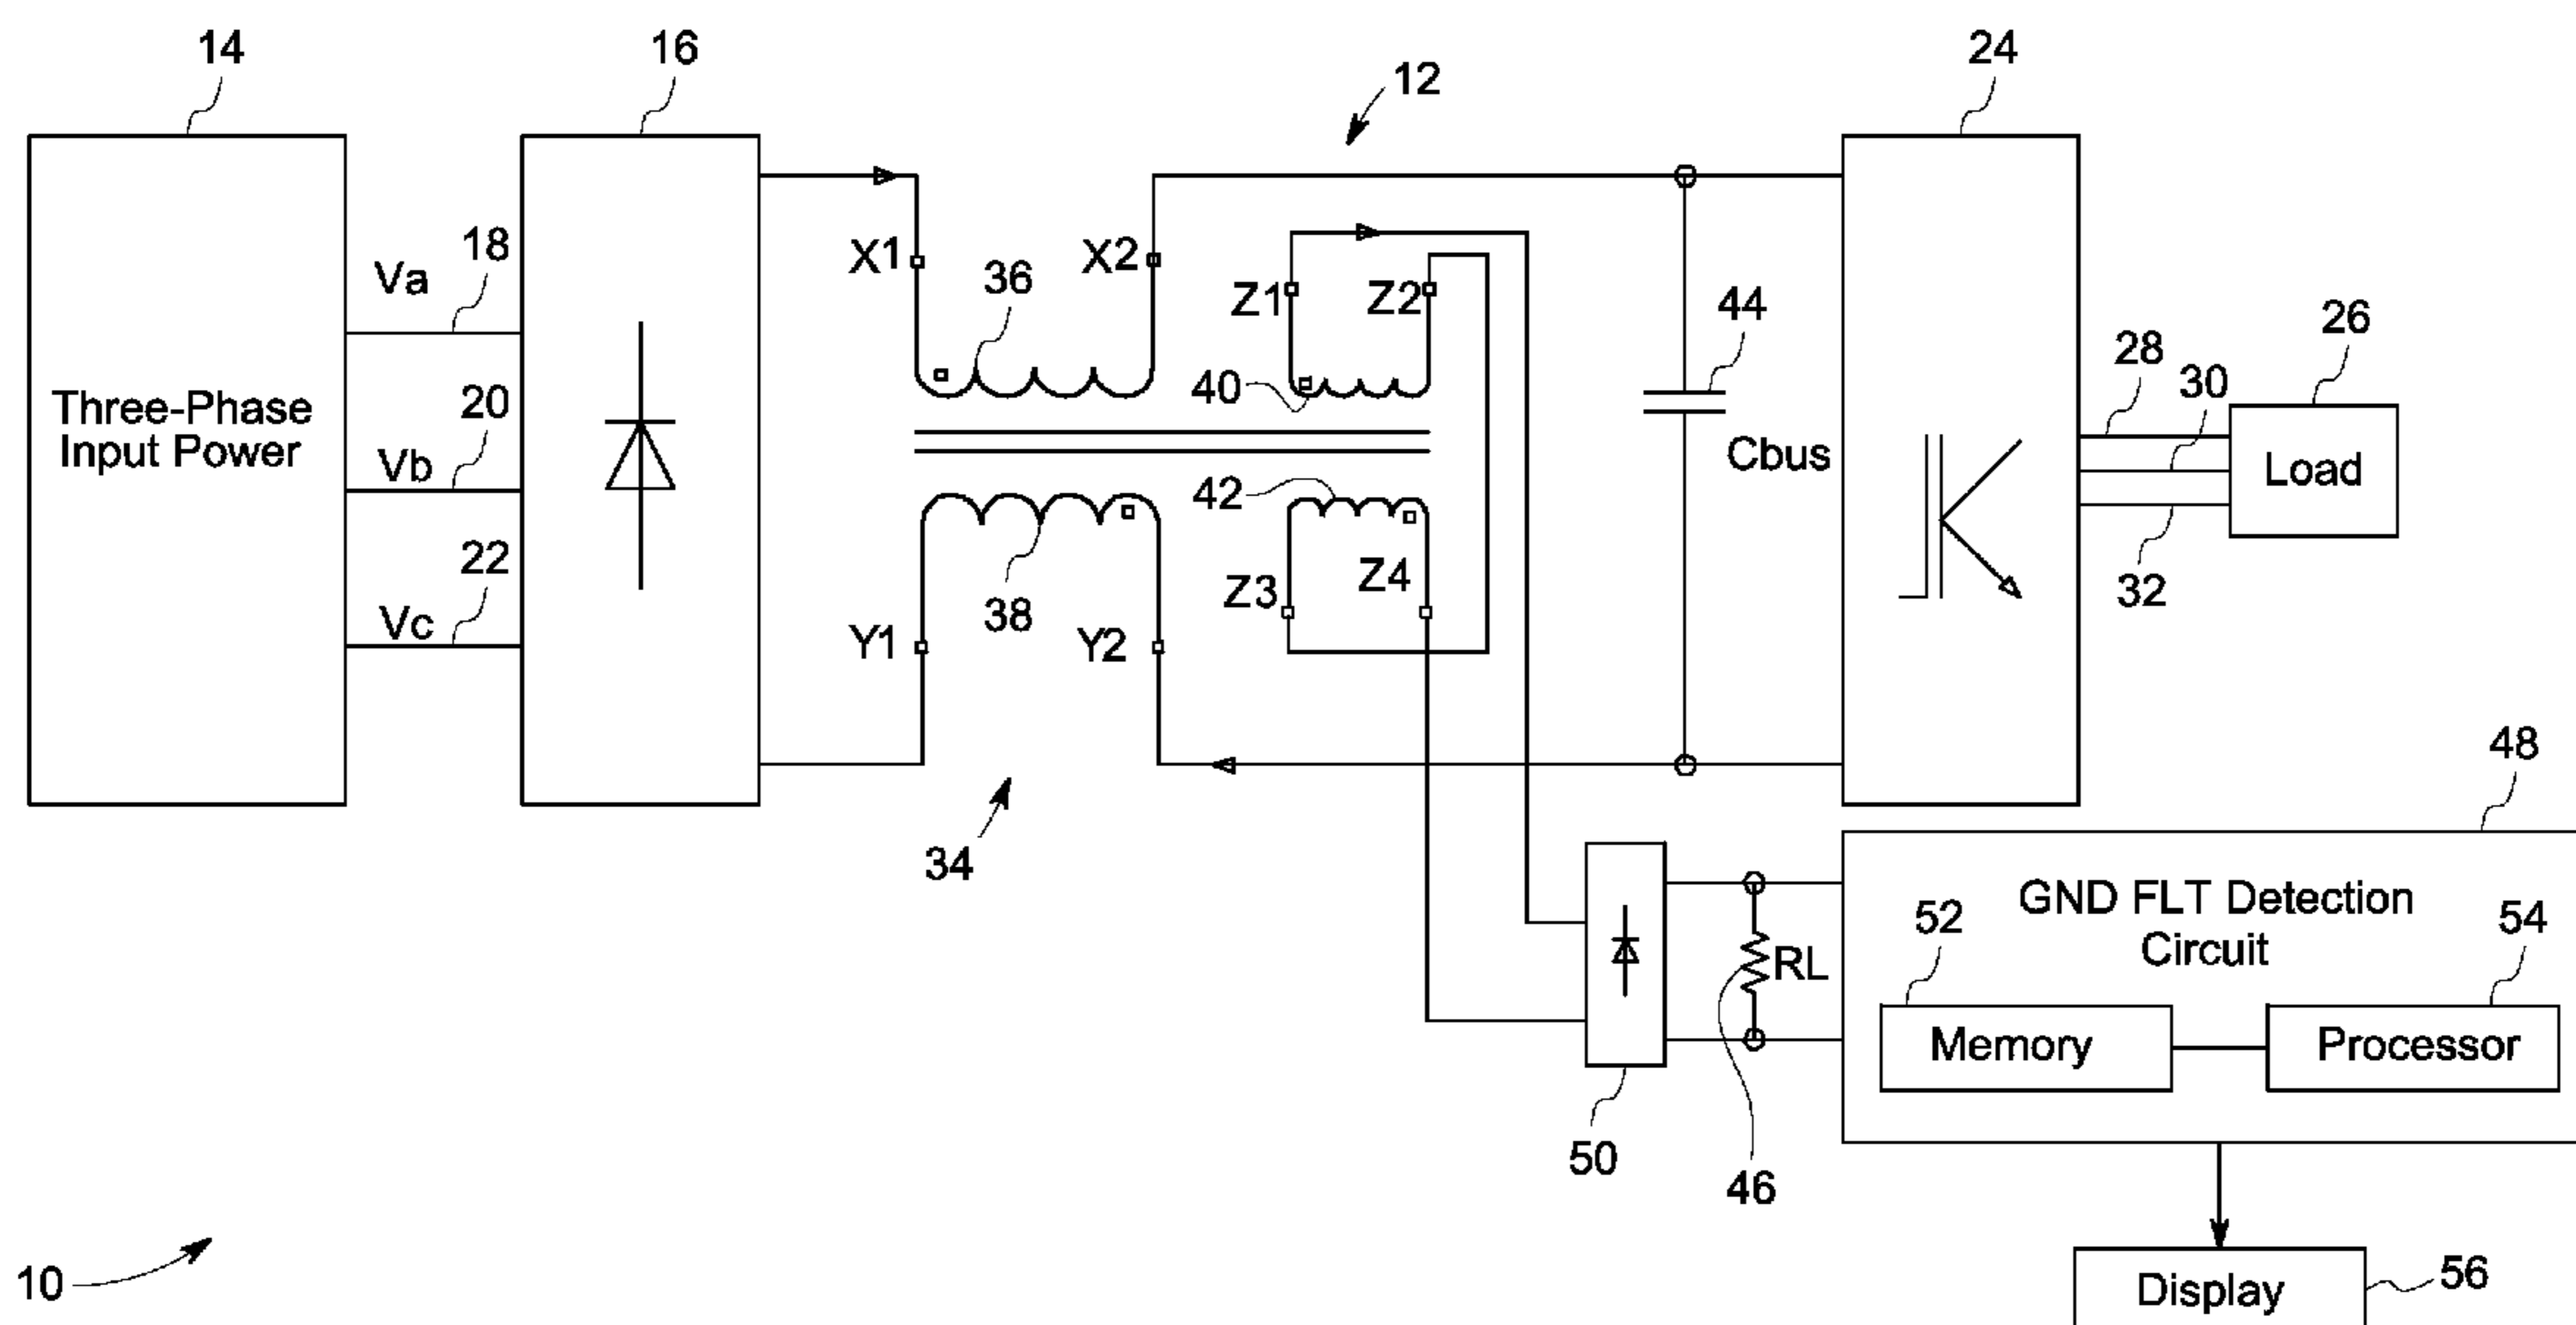 14
16
12
24
18
Va
X1
X2
36
Z1
Z2
44
26
28
30
Three-Phase
Input Power
20
Vb
40
Cbus
Load
42
22
Vc
Z3
Z4
32
38
Y1
Y2
48
34
GND FLT Detection
Circuit
52
54
RL
Memory
Processor
50
46
10
Display
56